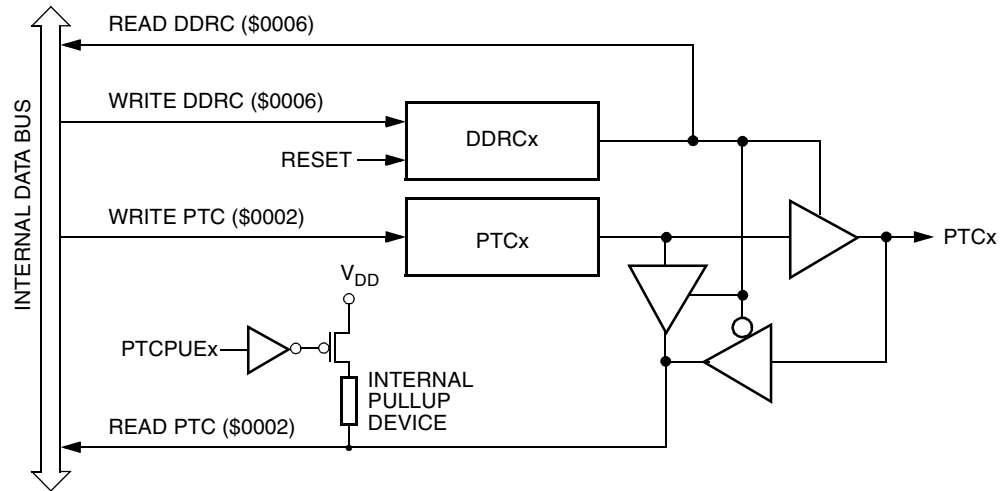 READ DDRC ($0006)
WRITE DDRC ($0006)
DDRCx
RESET
INTERNAL DATA BUS
WRITE PTC ($0002)
PTCx
PTCx
VDD
PTCPUEx
INTERNAL
PULLUP
DEVICE
READ PTC ($0002)